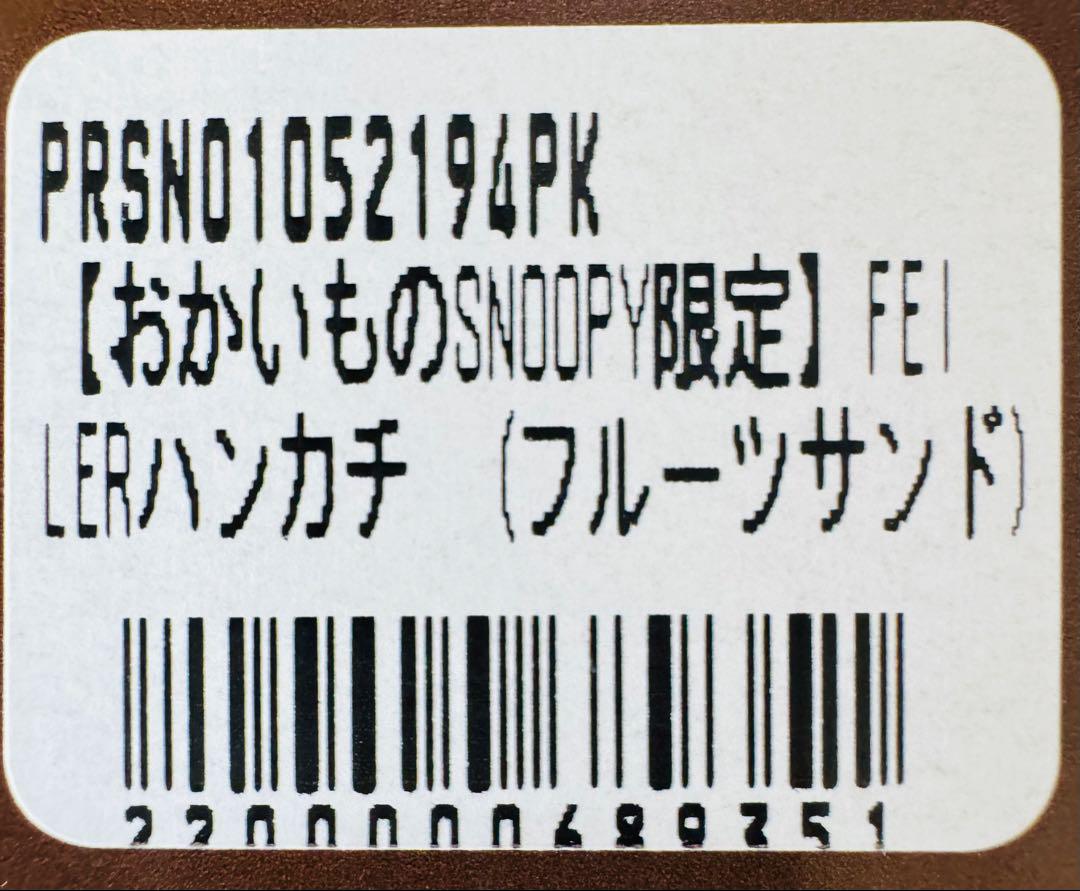 PRSN01052194PK
【おかいものSNOOPY限定】 FEI
LERハンカチ　(フルーツサンド)
2200000689351